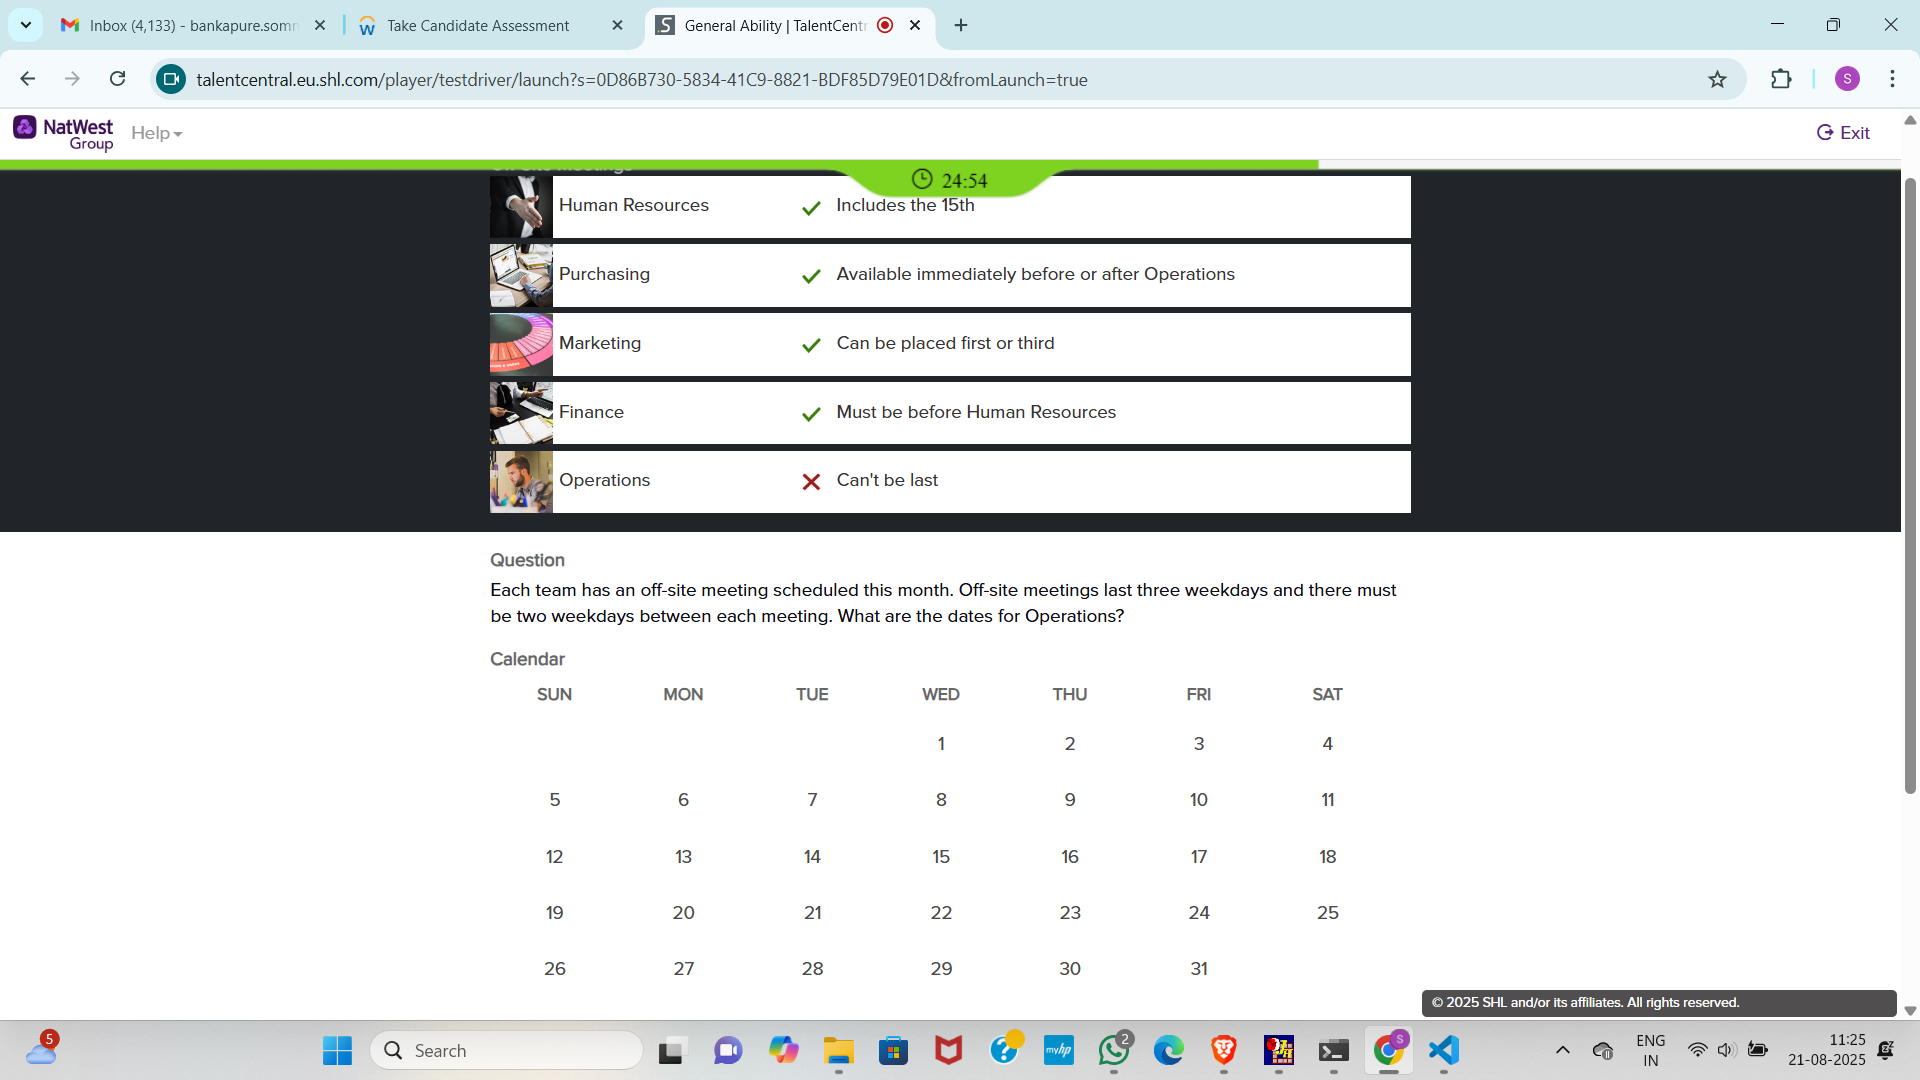 Inbox (4,133) - bankapure.somn
Take Candidate Assessment
General Ability | TalentCentr
talentcentral.eu.shl.com/player/testdriver/launch?s=0D86B730-5834-41C9-8821-BDF85D79E01D&fromLaunch=true
S
NatWest
Group
Help
Exit
24:54
Human Resources Includes the 15th
Purchasing Available immediately before or after Operations
Marketing Can be placed first or third
Finance Must be before Human Resources
Operations Can't be last
Question
Each team has an off-site meeting scheduled this month. Off-site meetings last three weekdays and there must
be two weekdays between each meeting. What are the dates for Operations?
Calendar
SUN MON TUE WED THU FRI SAT
1 2 3 4
5 6 7 8 9 10 11
12 13 14 15 16 17 18
19 20 21 22 23 24 25
26 27 28 29 30 31
© 2025 SHL and/or its affiliates. All rights reserved.
5
Search
myhp
2
S
ENG
IN
11:25
21-08-2025